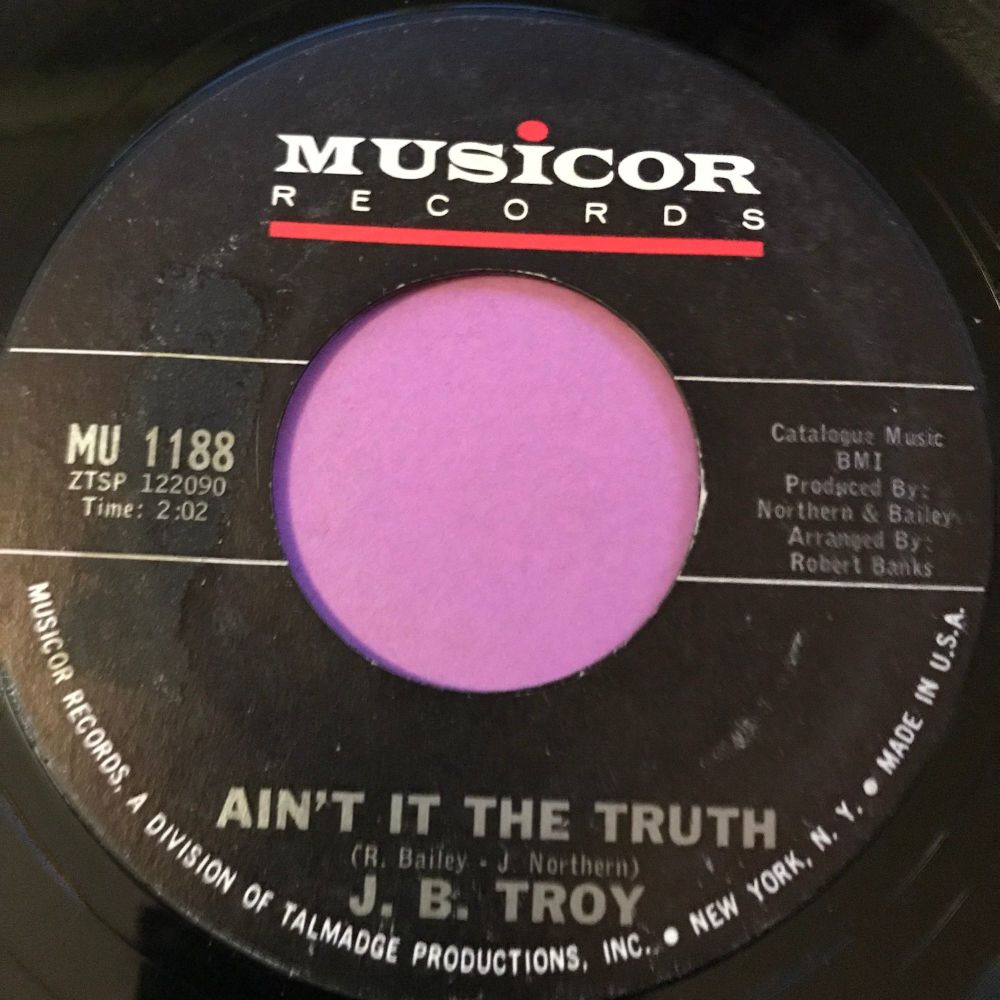 MUSiCOR
RECORDS
MU 1188
ZTSP 122090
Time: 2:02
Catalogue Music
BMI
Produced By:
Northern & Bailey
Arranged By:
Robert Banks
AIN'T IT THE TRUTH
(R. Bailey - J. Northern)
J. B. TROY
MUSICOR RECORDS, A DIVISION OF TALMADGE PRODUCTIONS, INC. • NEW YORK, N. Y. • MADE IN U.S.A.